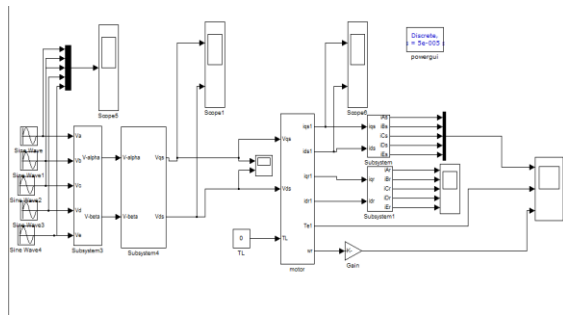 Discrete,
s = 5e-005 s
powergui
Scope5
Scope1
Scope6
Sine Wave
Sine Wave1
Sine Wave2
Sine Wave3
Sine Wave4
Va
Vb
Vc
Vd
Ve
V-alpha
V-beta
Subsystem3
V-alpha
V-beta
Vqs
Vds
Subsystem4
0
TL
Vqs
Vds
TL
iqs1
ids1
iqr1
idr1
Te1
wr
motor
iqs
ids
iAs
iBs
iCs
iDs
iEs
Subsystem
iqr
idr
iAr
iBr
iCr
iDr
iEr
Subsystem1
Gain